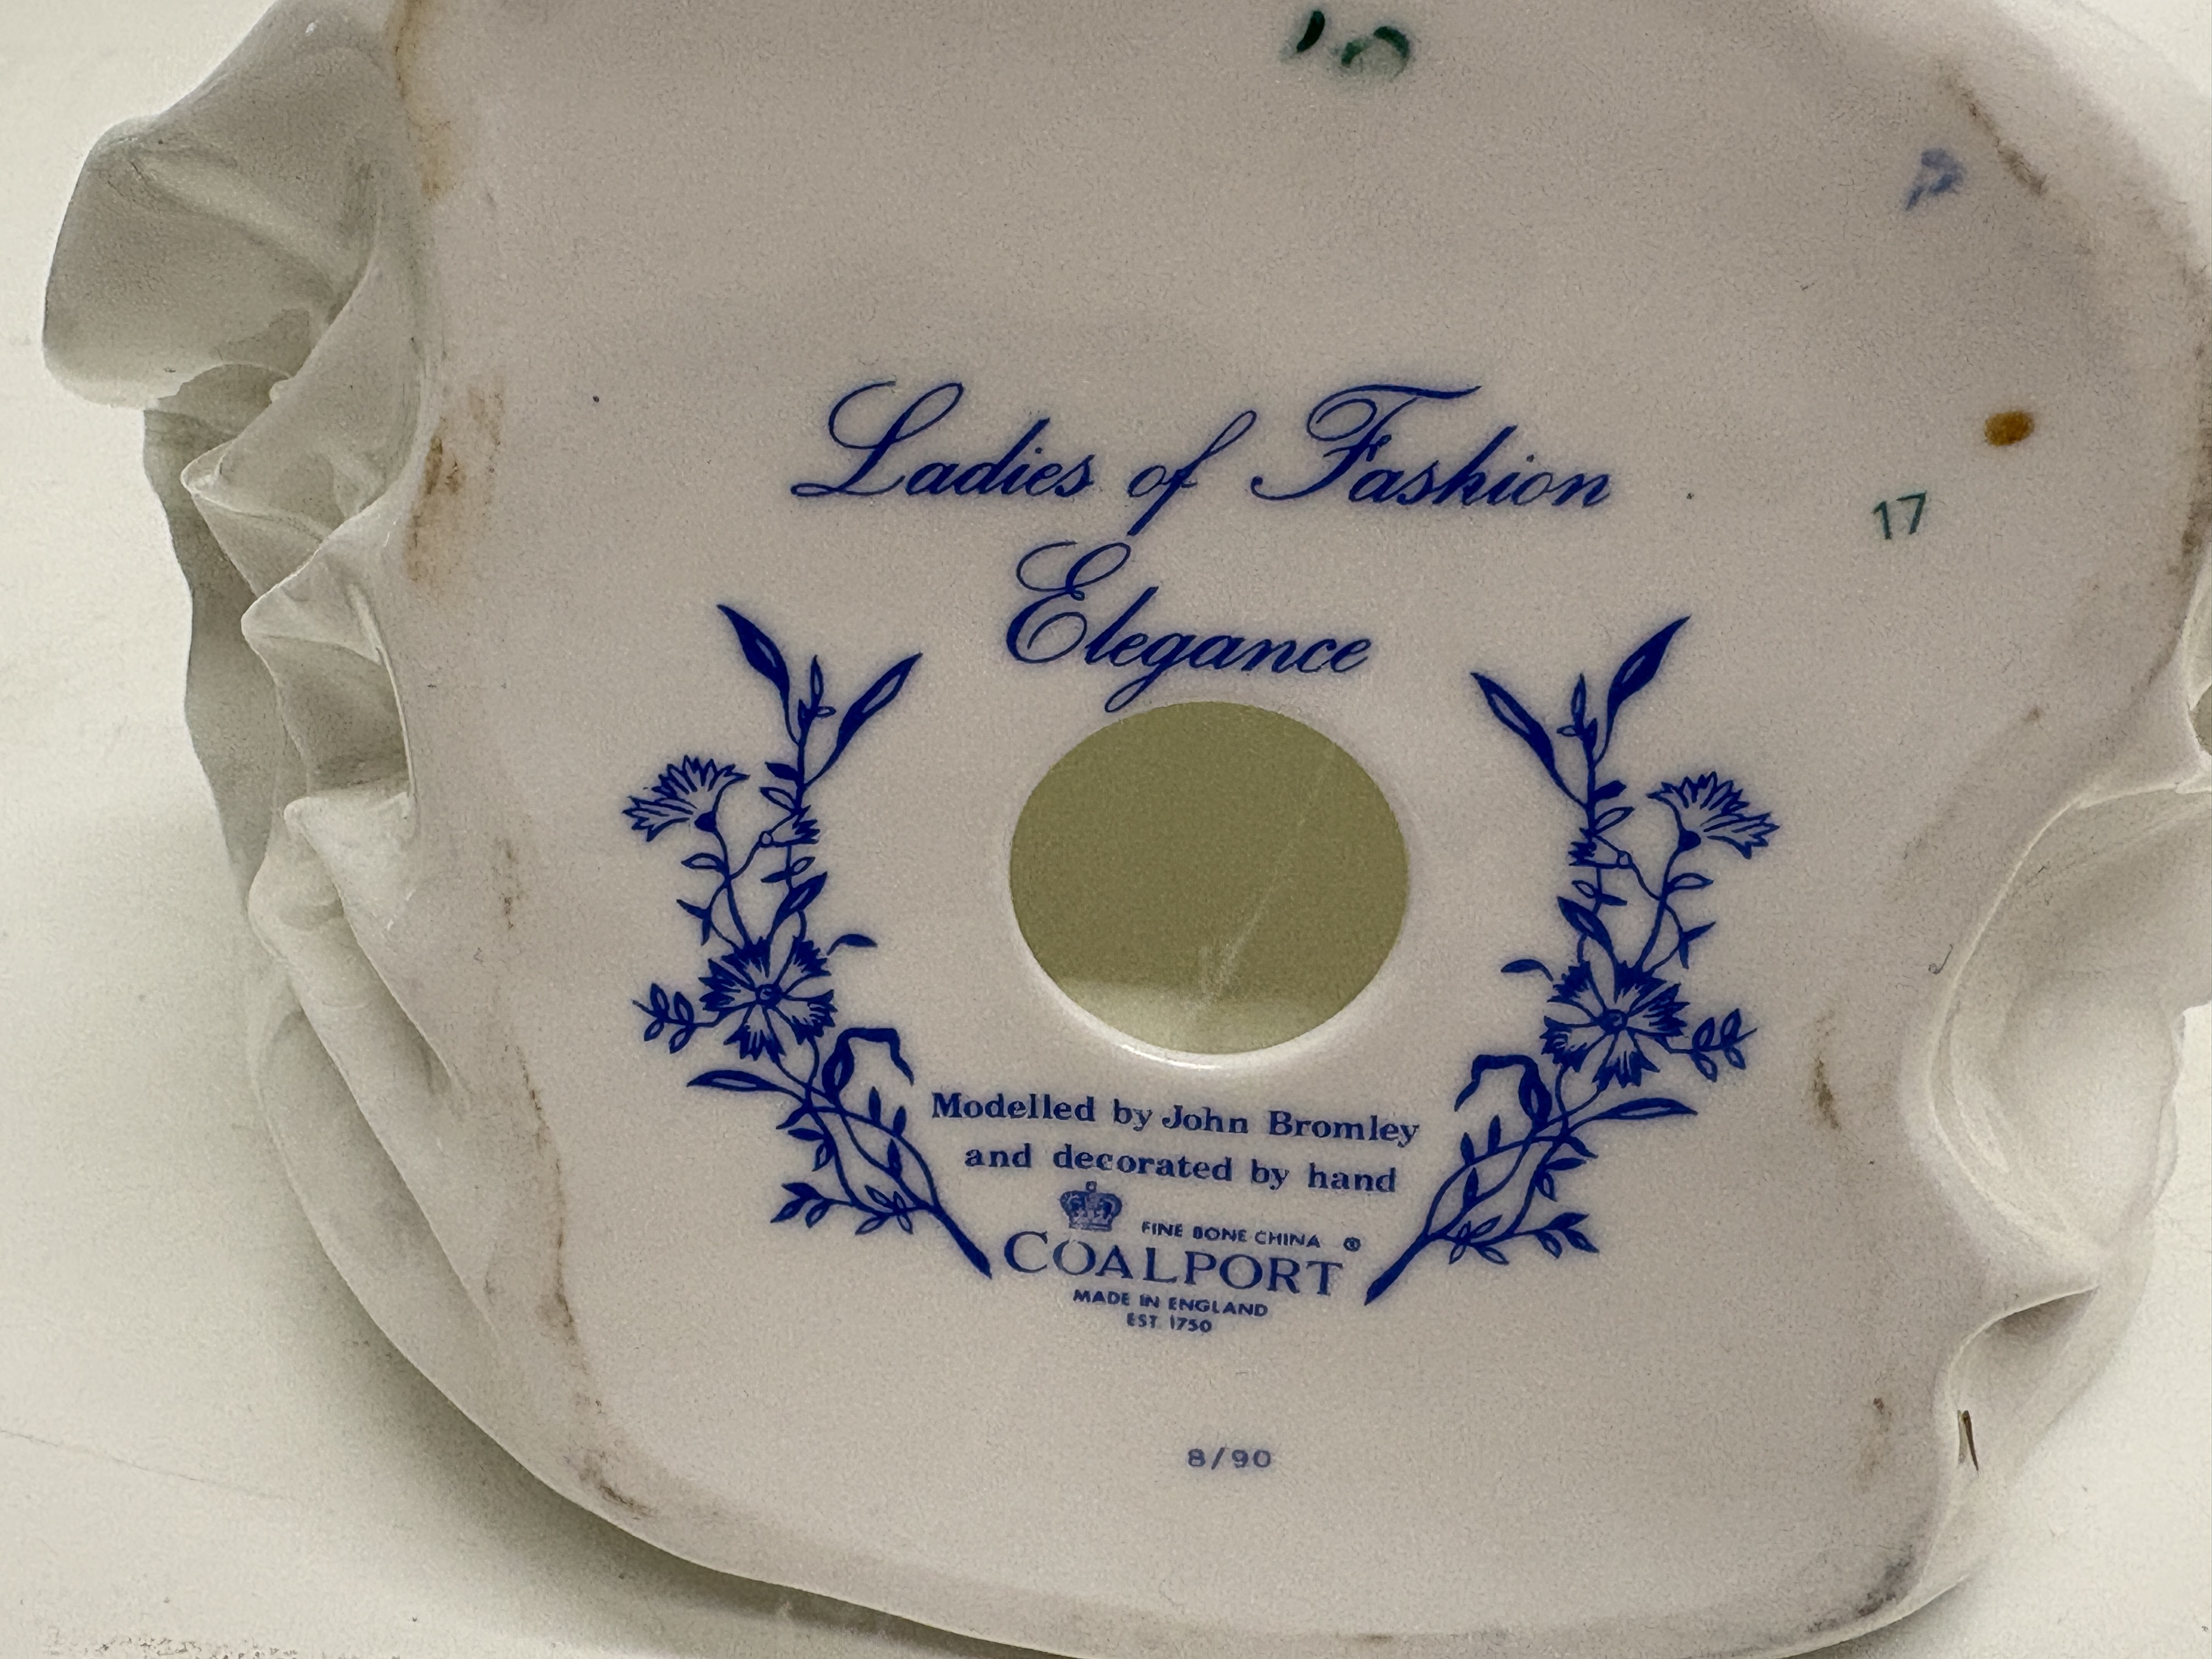 17
Ladies of Fashion
Elegance
Modelled by John Bromley
and decorated by hand
FINE BONE CHINA ®
COALPORT
MADE IN ENGLAND
EST. 1750
8/90